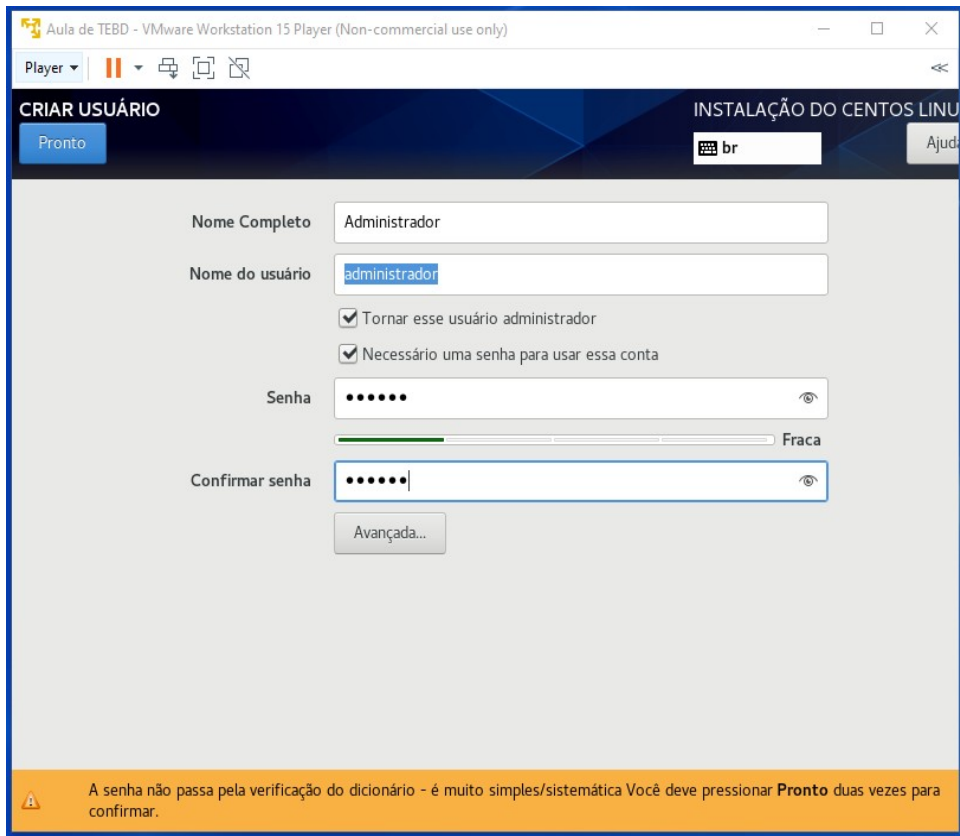 Aula de TEBD - VMware Workstation 15 Player (Non-commercial use only)
Player
CRIAR USUÁRIO
INSTALAÇÃO DO CENTOS LINU
Pronto
br
Ajuda
Nome Completo
Administrador
Nome do usuário
administrador
Tornar esse usuário administrador
Necessário uma senha para usar essa conta
Senha
••••••
Fraca
Confirmar senha
••••••
Avançada...
A senha não passa pela verificação do dicionário - é muito simples/sistemática Você deve pressionar Pronto duas vezes para
confirmar.